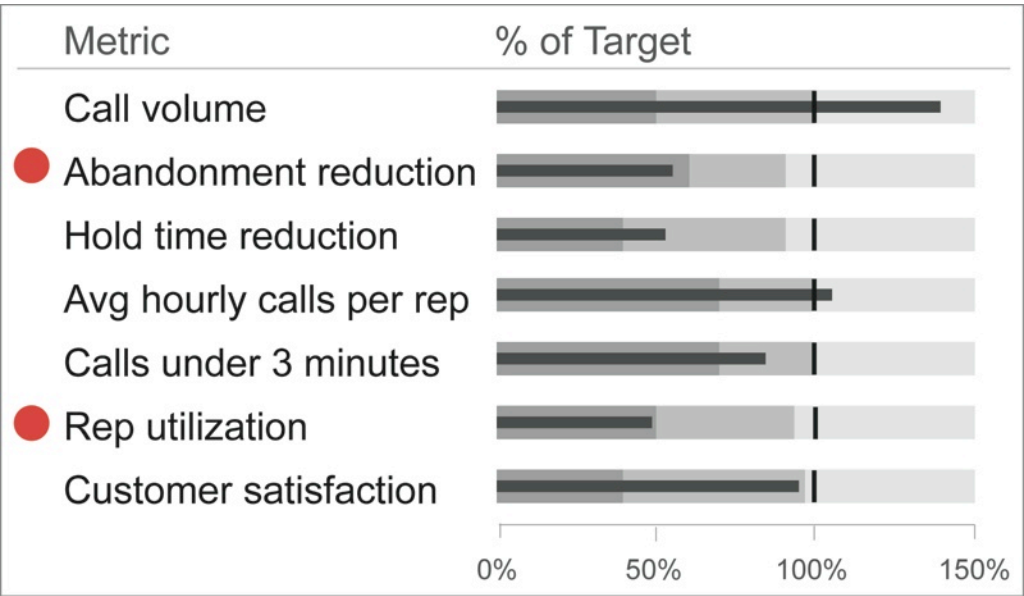 Metric % of Target
Call volume
Abandonment reduction
Hold time reduction
Avg hourly calls per rep
Calls under 3 minutes
Rep utilization
Customer satisfaction
0% 50% 100% 150%